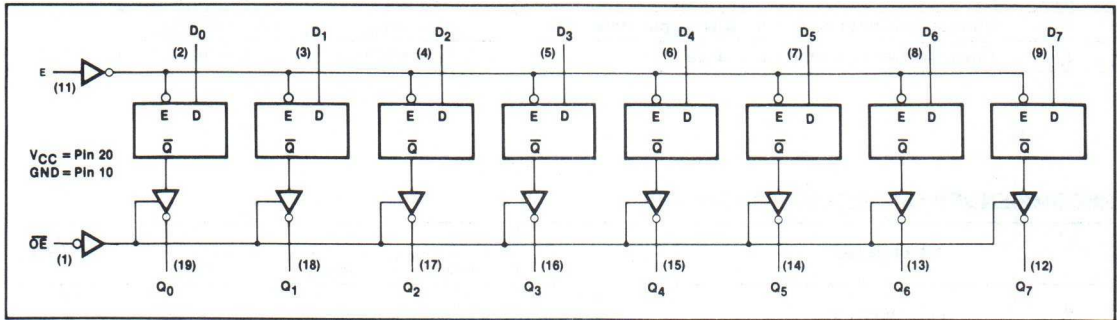 D0 D1 D2 D3 D4 D5 D6 D7
(2) (3) (4) (5) (6) (7) (8) (9)
E
(11)
E D E D E D E D E D E D E D E D
Q̅ Q̅ Q̅ Q̅ Q̅ Q̅ Q̅ Q̅
VCC = Pin 20
GND = Pin 10
O̅E̅
(1)
(19) (18) (17) (16) (15) (14) (13) (12)
Q0 Q1 Q2 Q3 Q4 Q5 Q6 Q7